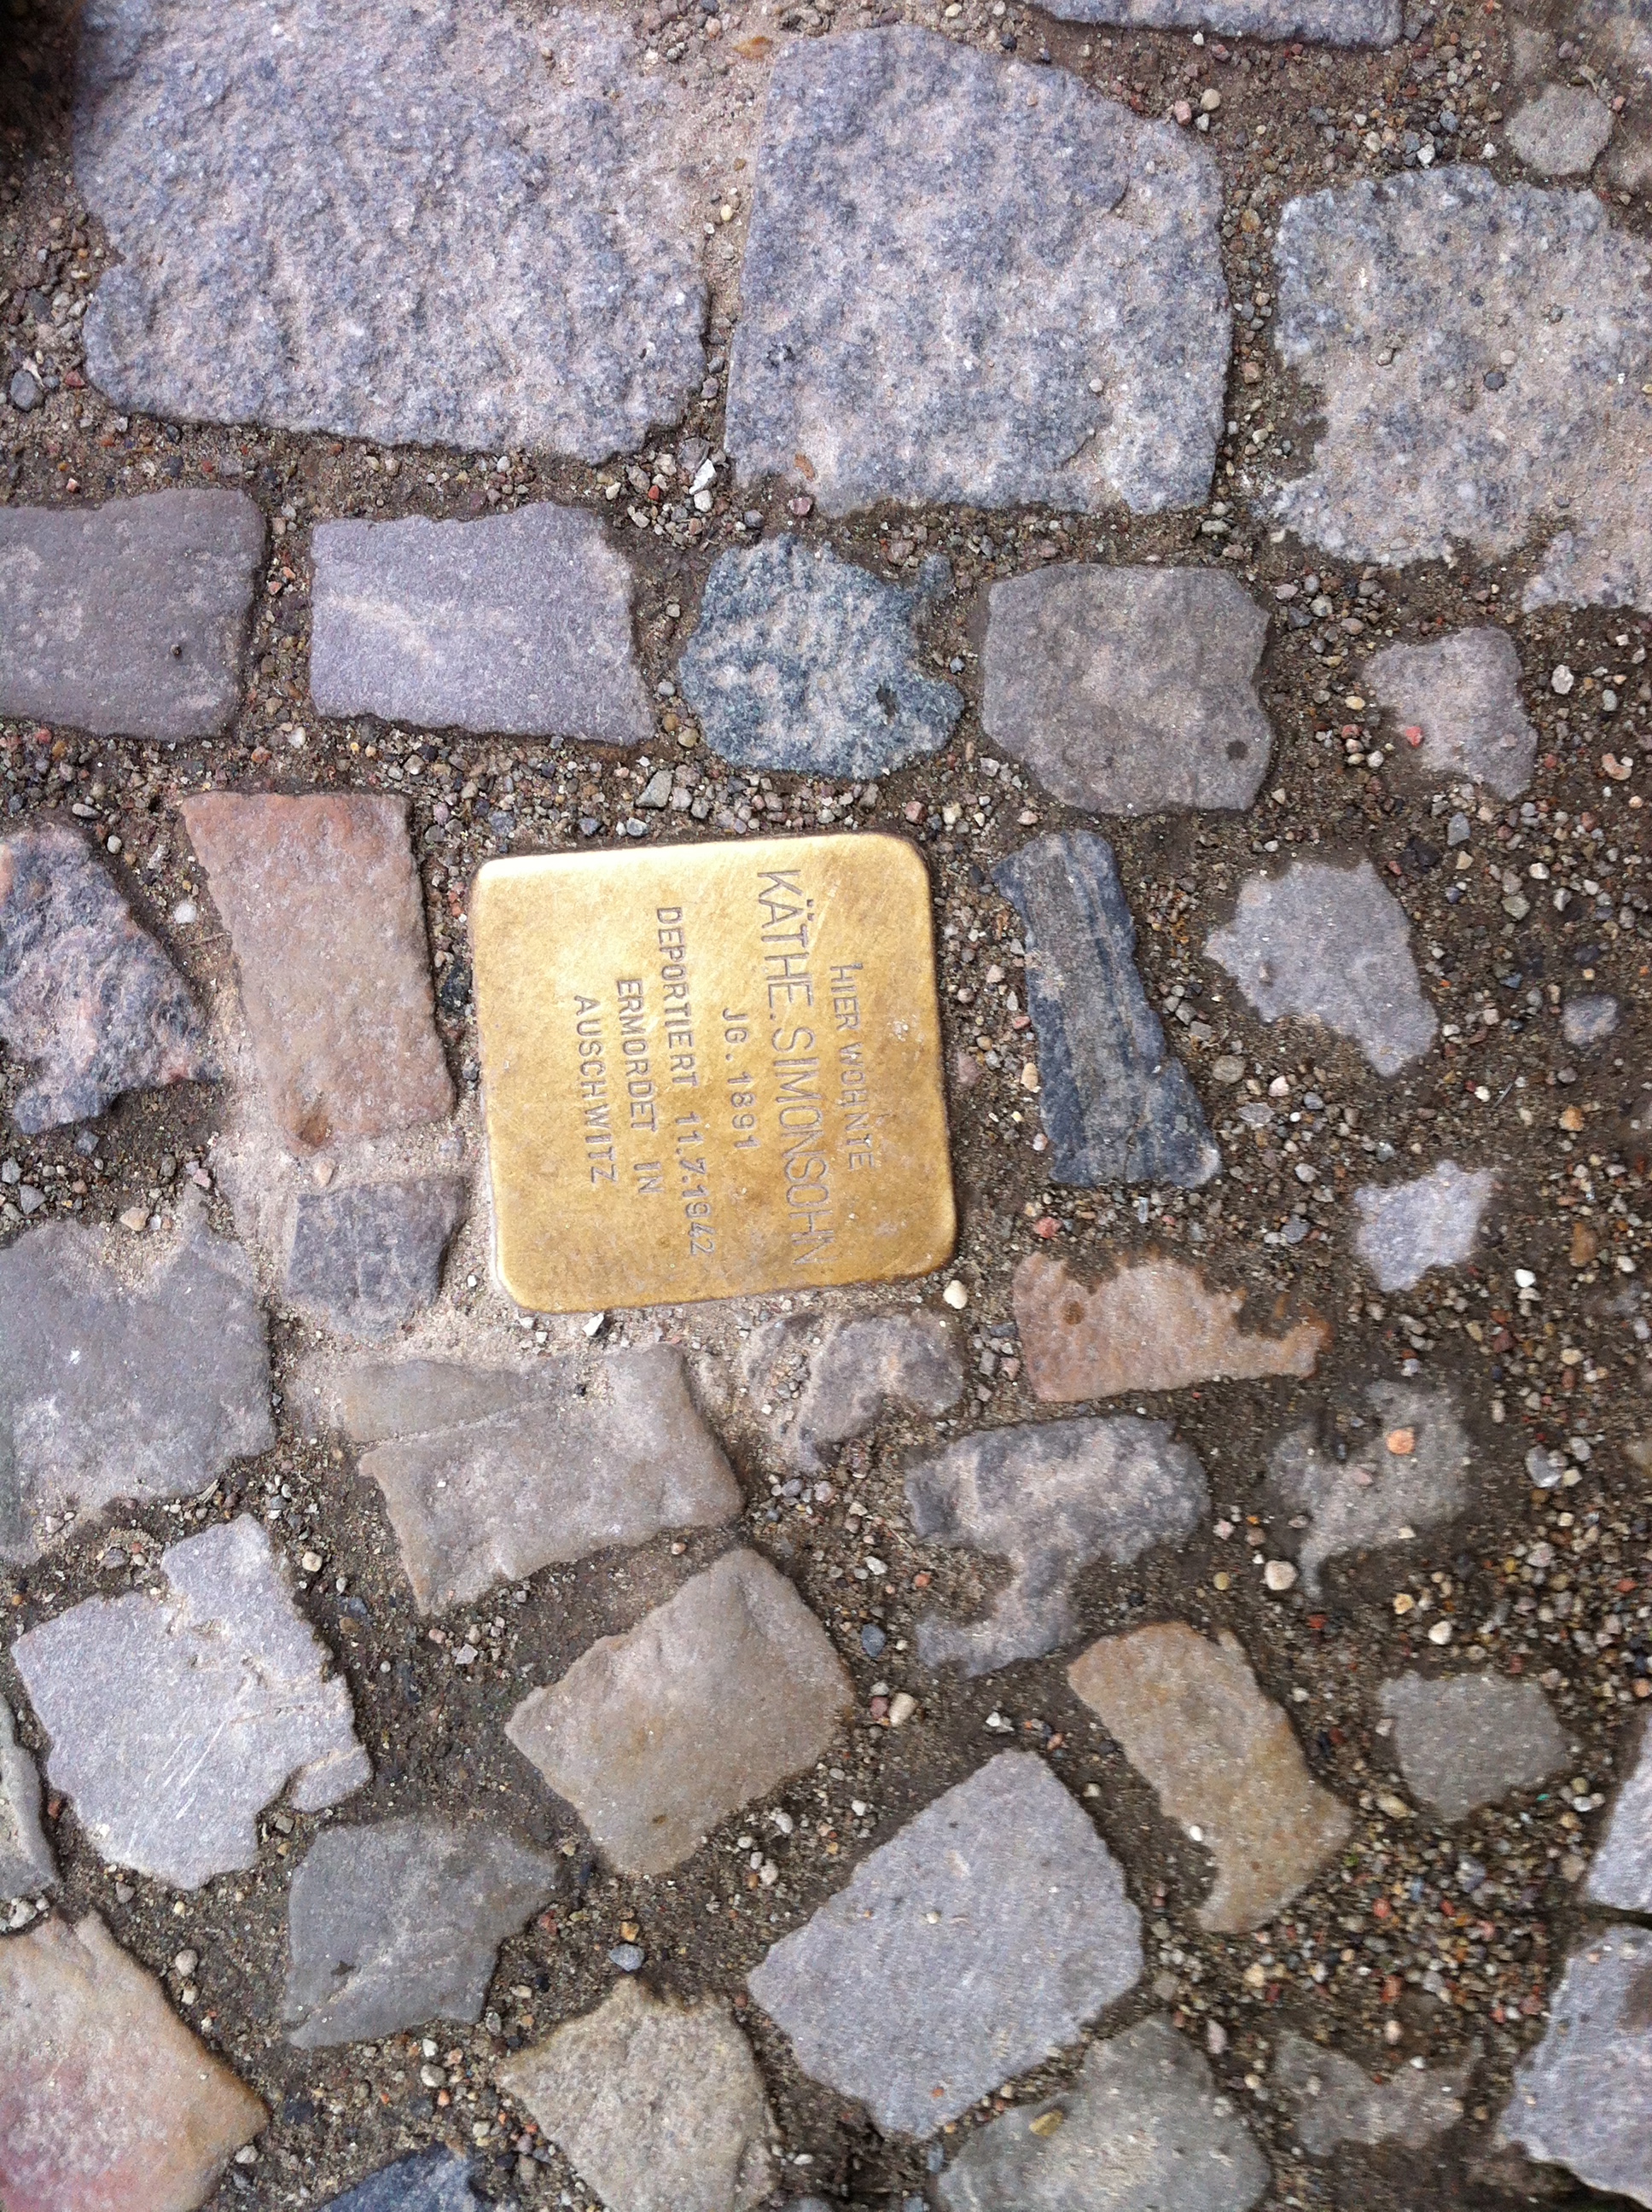 HIER WOHNTE
KÄTHE SIMONSOHN
JG. 1891
DEPORTIERT 11.7.1942
ERMORDET IN
AUSCHWITZ